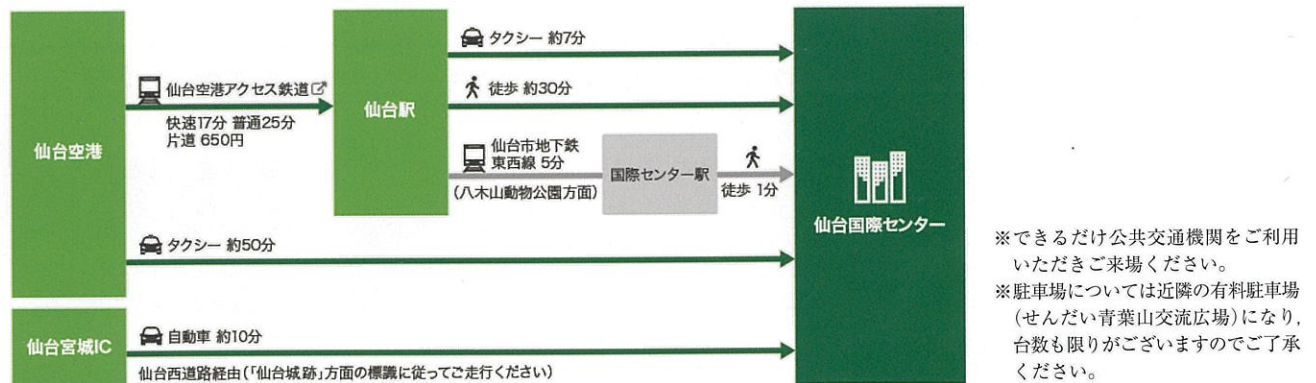 仙台空港
仙台空港アクセス鉄道
快速17分 普通25分
片道 650円
仙台駅
タクシー 約7分
徒歩 約30分
仙台市地下鉄
東西線 5分
(八木山動物公園方面)
国際センター駅
徒歩 1分
タクシー 約50分
仙台宮城IC
自動車 約10分
仙台西道路経由(「仙台城跡」方面の標識に従ってご走行ください)
仙台国際センター
※できるだけ公共交通機関をご利用
いただきご来場ください。
※駐車場については近隣の有料駐車場
(せんだい青葉山交流広場)になり,
台数も限りがございますのでご了承
ください。